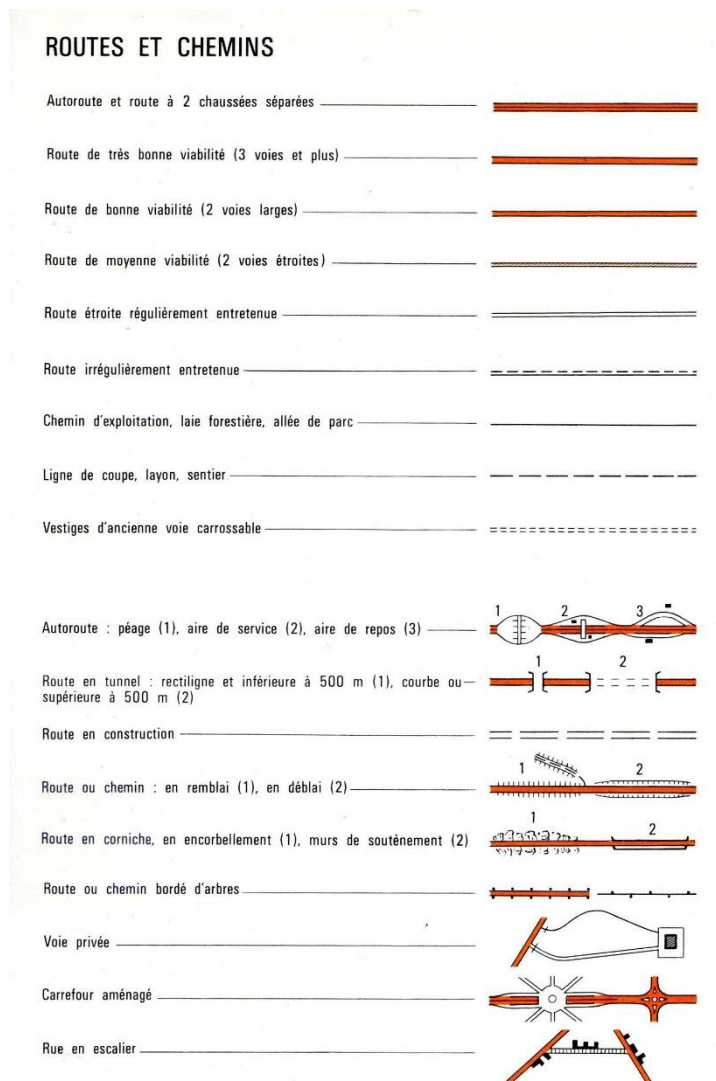 ROUTES ET CHEMINS
Autoroute et route à 2 chaussées séparées
Route de très bonne viabilité (3 voies et plus)
Route de bonne viabilité (2 voies larges)
Route de moyenne viabilité (2 voies étroites)
Route étroite régulièrement entretenue
Route irrégulièrement entretenue
Chemin d'exploitation, laie forestière, allée de parc
Ligne de coupe, layon, sentier
Vestiges d'ancienne voie carrossable
1 2 3
Autoroute : péage (1), aire de service (2), aire de repos (3)
1 2
Route en tunnel : rectiligne et inférieure à 500 m (1), courbe ou
supérieure à 500 m (2)
Route en construction
1 2
Route ou chemin : en remblai (1), en déblai (2)
1 2
Route en corniche, en encorbellement (1), murs de soutènement (2)
Route ou chemin bordé d'arbres
Voie privée
Carrefour aménagé
Rue en escalier